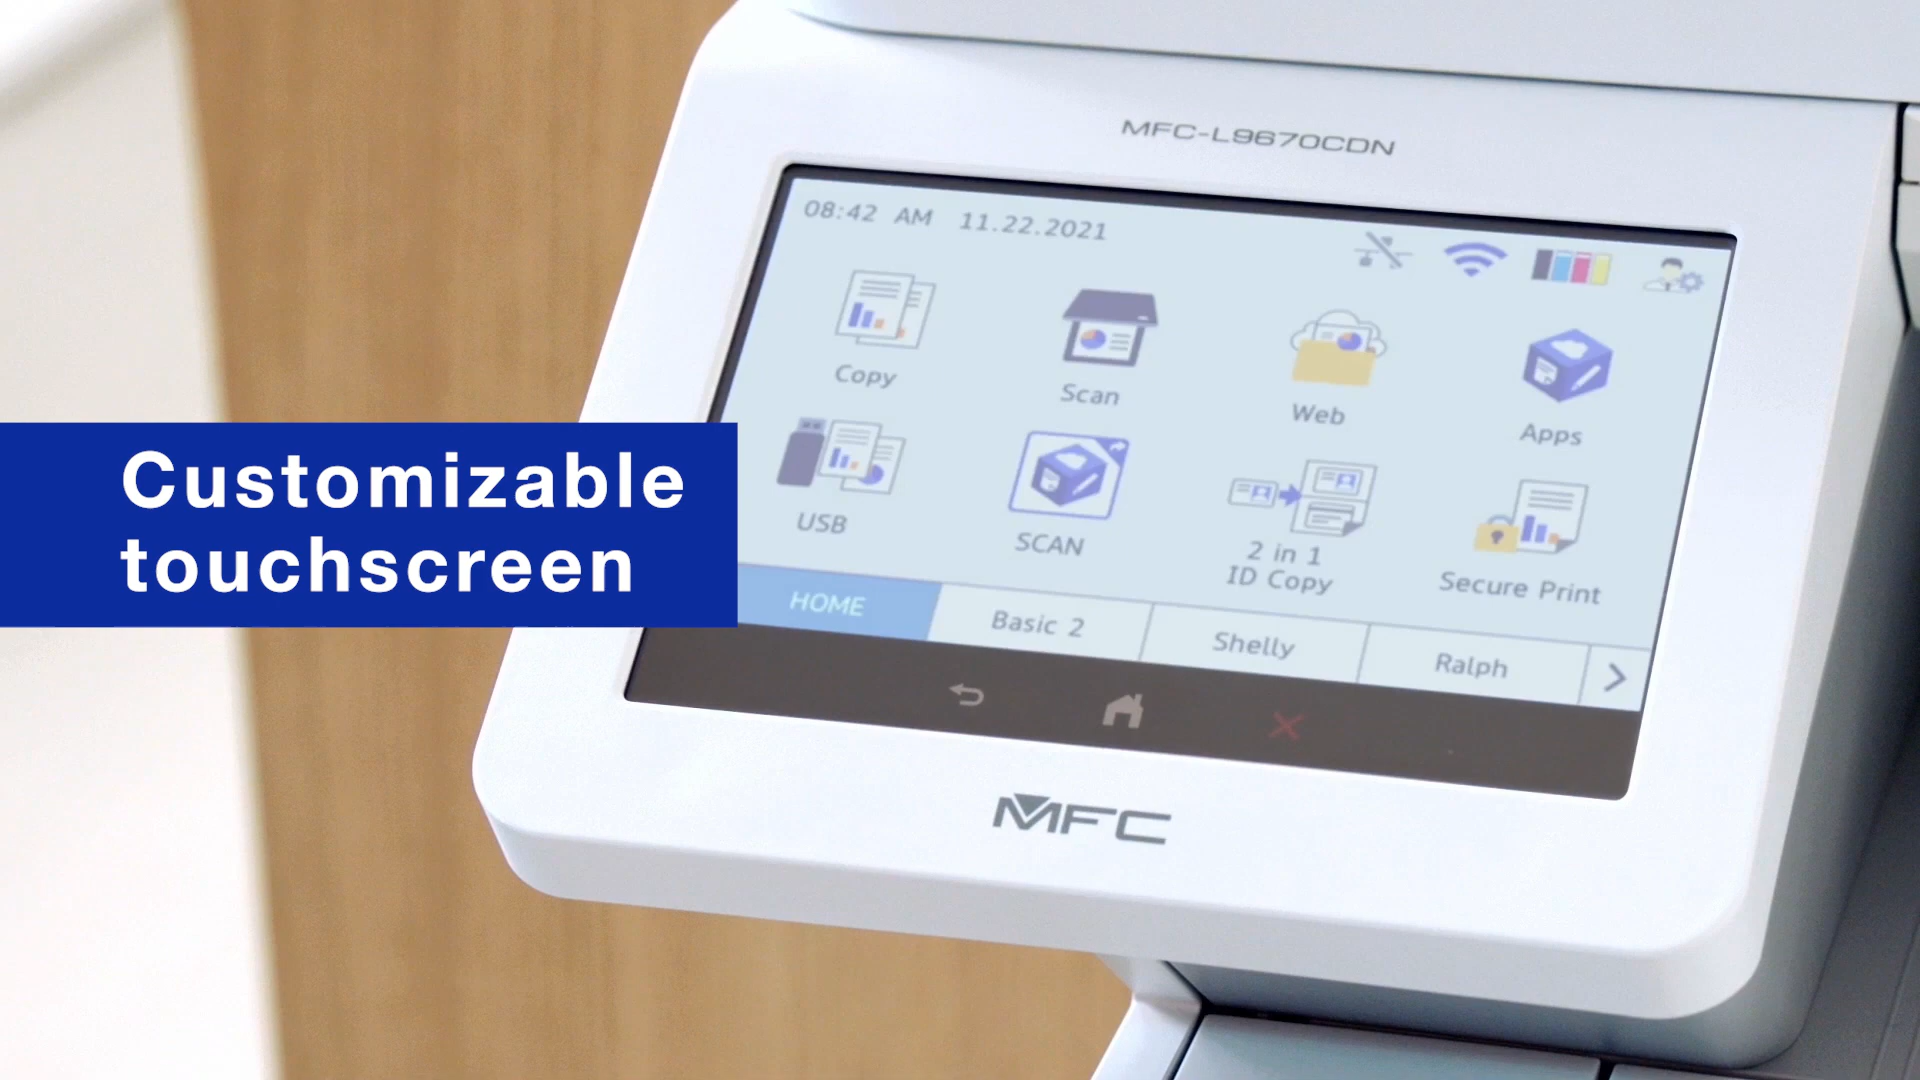 MFC-L9670CDN
08:42 AM 11.22.2021
Copy
Scan
Web
Apps
USB
SCAN
2 in 1
ID Copy
Secure Print
Customizable
touchscreen
HOME
Basic 2
Shelly
Ralph
MFC